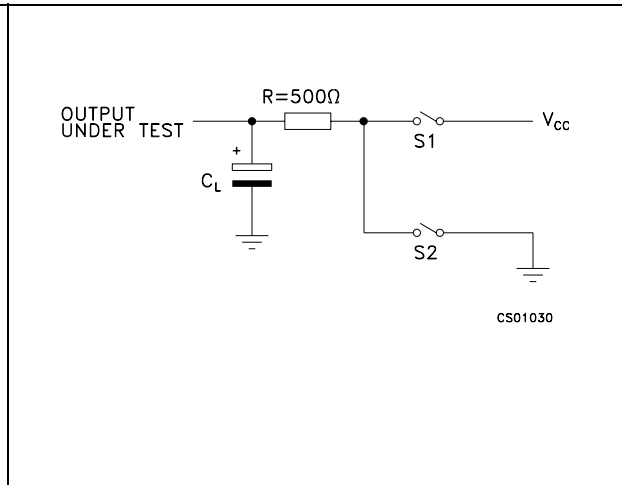 R=500Ω
OUTPUT
UNDER TEST
V_CC
S1
+
C_L
S2
CS01030